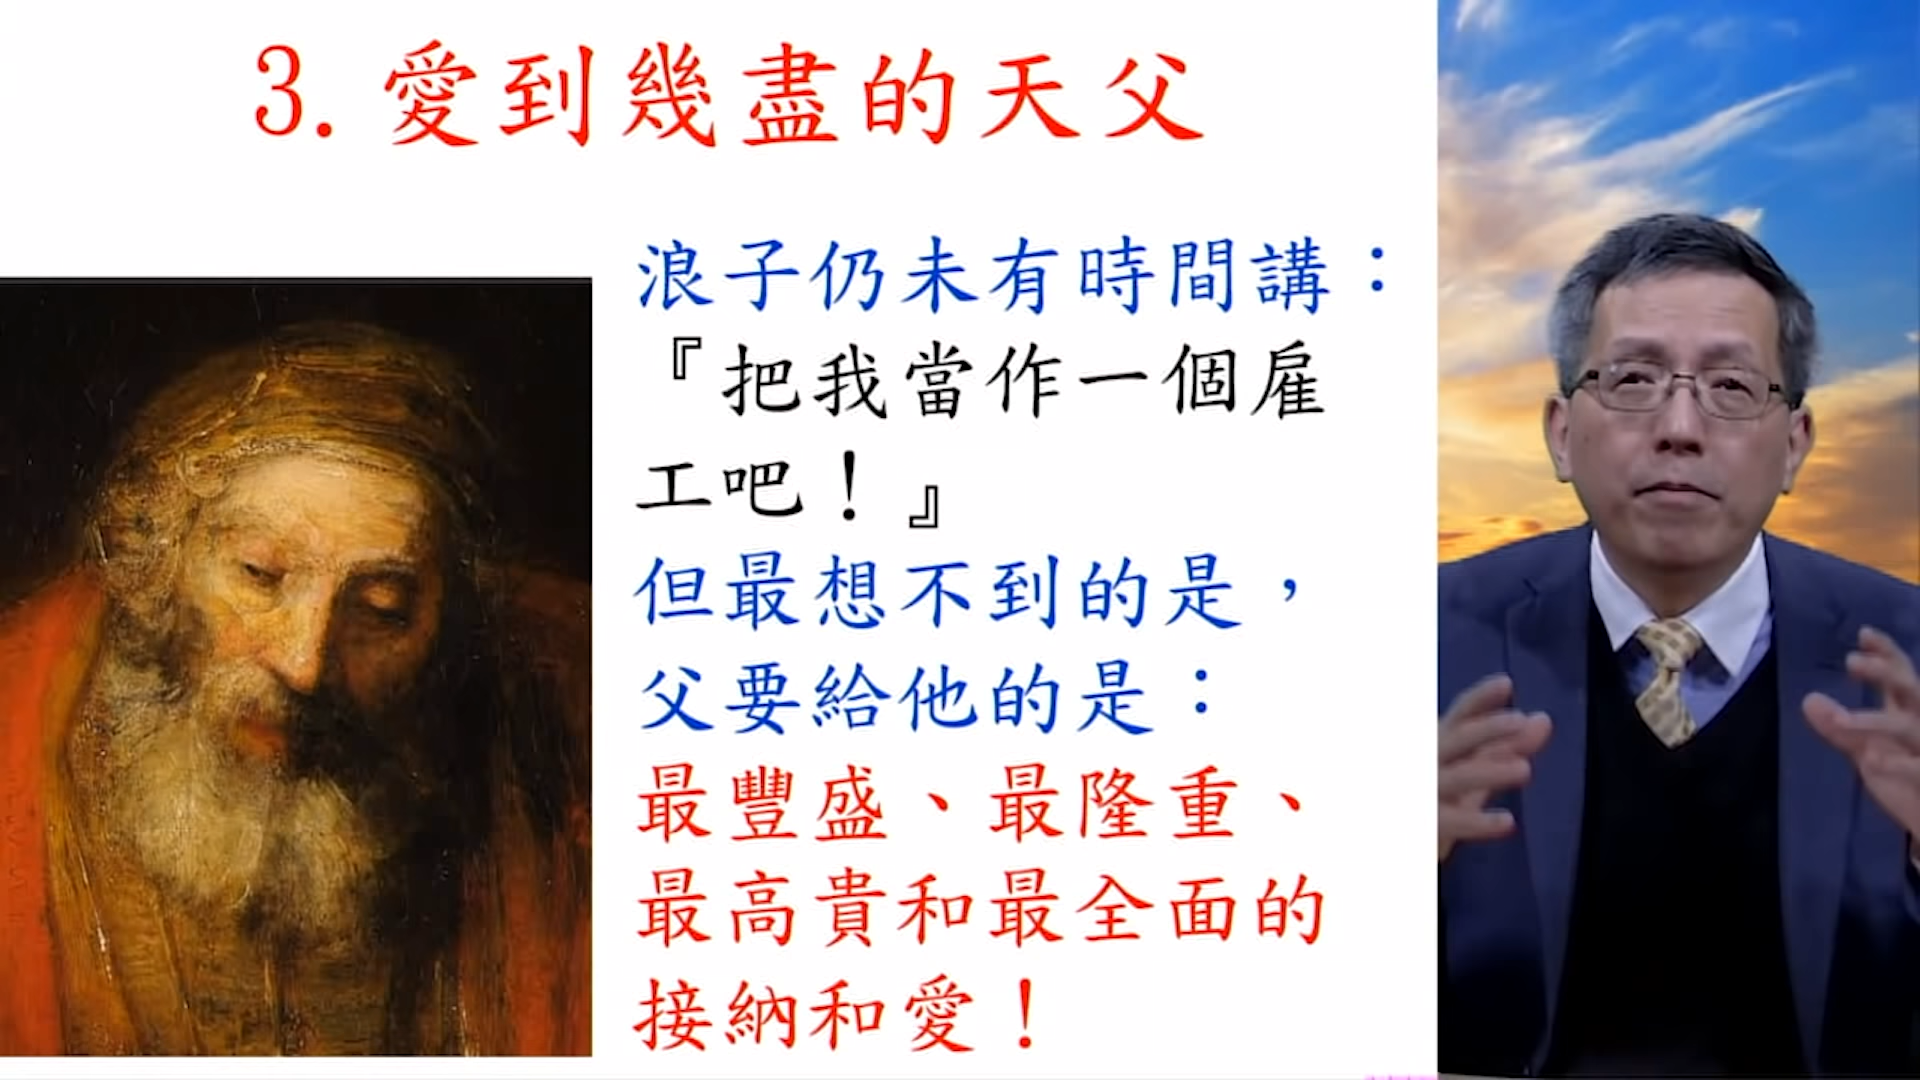 3. 愛到幾盡的天父
浪子仍未有時間講：
『把我當作一個雇
工吧！』
但最想不到的是，
父要給他的是：
最豐盛、最隆重、
最高貴和最全面的
接納和愛！